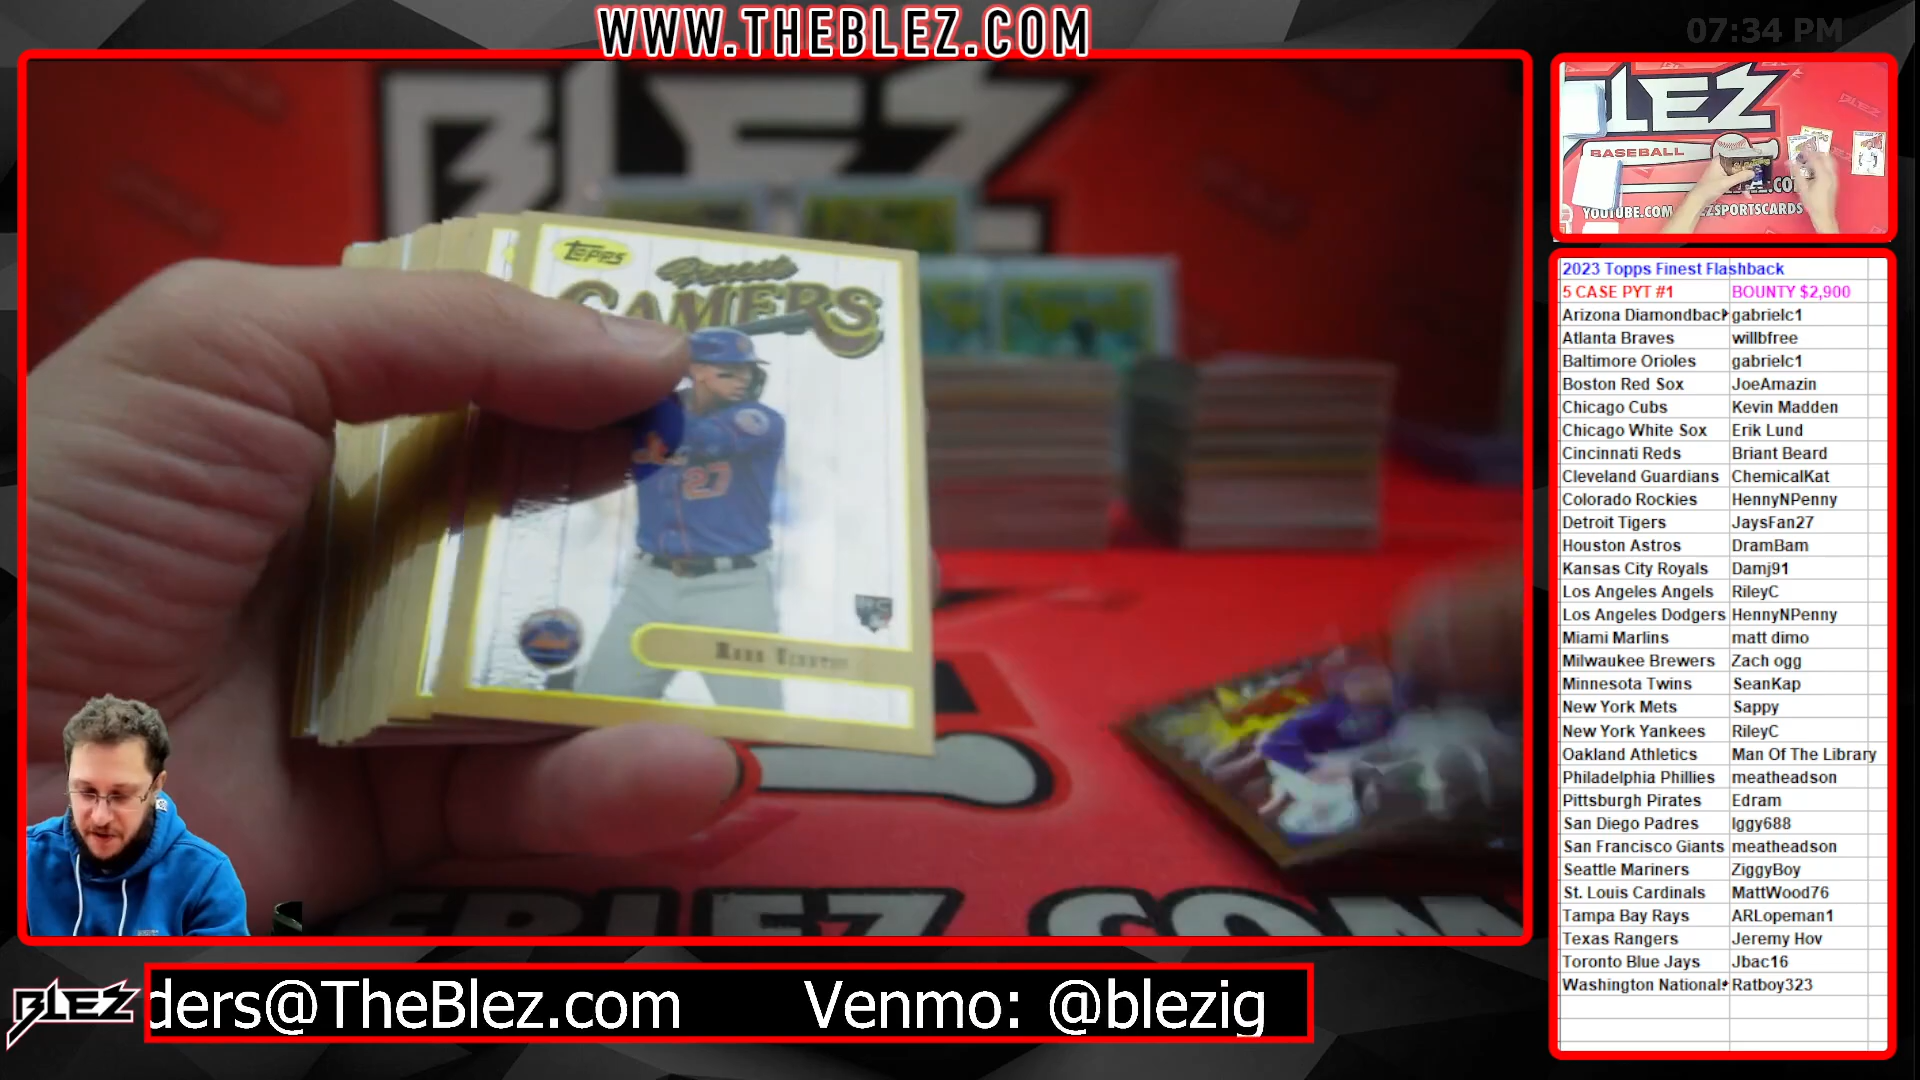 WWW.THEBLEZ.COM
07:34 PM
BLEZ
Topps
Finest
GAMERS
27
RC
BLEZ
BASEBALL
YOUTUBE.COM
2023 Topps Finest Flashback
5 CASE PYT #1 BOUNTY $2,900
Arizona Diamondback gabrielc1
Atlanta Braves willbfree
Baltimore Orioles gabrielc1
Boston Red Sox JoeAmazin
Chicago Cubs Kevin Madden
Chicago White Sox Erik Lund
Cincinnati Reds Briant Beard
Cleveland Guardians ChemicalKat
Colorado Rockies HennyNPenny
Detroit Tigers JaysFan27
Houston Astros DramBam
Kansas City Royals Damj91
Los Angeles Angels RileyC
Los Angeles Dodgers HennyNPenny
Miami Marlins matt dimo
Milwaukee Brewers Zach ogg
Minnesota Twins SeanKap
New York Mets Sappy
New York Yankees RileyC
Oakland Athletics Man Of The Library
Philadelphia Phillies meatheadson
Pittsburgh Pirates Edram
San Diego Padres Iggy688
San Francisco Giants meatheadson
Seattle Mariners ZiggyBoy
St. Louis Cardinals MattWood76
Tampa Bay Rays ARLopeman1
Texas Rangers Jeremy Hov
Toronto Blue Jays Jbac16
Washington Nationals Ratboy323
BLEZ
ders@TheBlez.com Venmo: @blezig